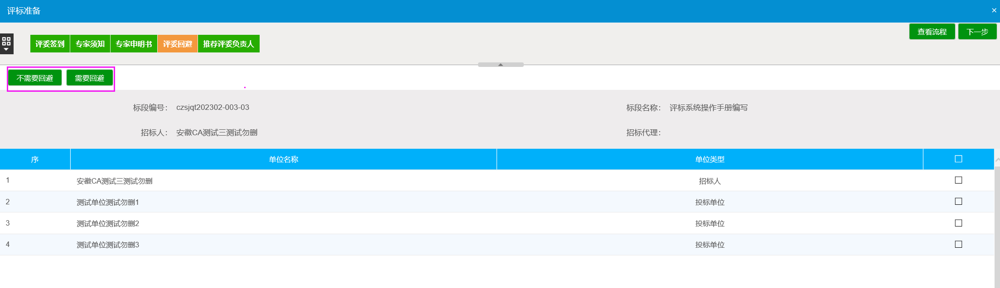 评标准备
查看流程 下一步
评委签到 专家须知 专家申明书 评委回避 推荐评委负责人
不需要回避 需要回避
标段编号： czsjqt202302-003-03 标段名称： 评标系统操作手册编写
招标人： 安徽CA测试三测试勿删 招标代理：
序 单位名称 单位类型
1 安徽CA测试三测试勿删 招标人
2 测试单位测试勿删1 投标单位
3 测试单位测试勿删2 投标单位
4 测试单位测试勿删3 投标单位